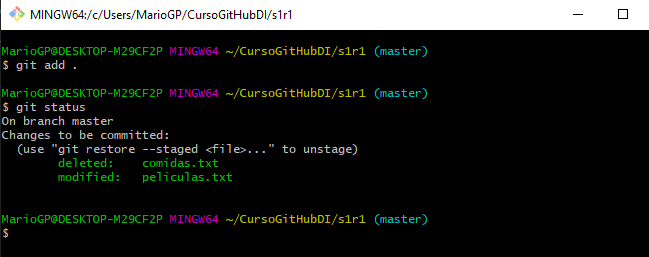 MINGW64:/c/Users/MarioGP/CursoGitHubDI/s1r1
MarioGP@DESKTOP-M29CF2P MINGW64 ~/CursoGitHubDI/s1r1 (master)
$ git add .
MarioGP@DESKTOP-M29CF2P MINGW64 ~/CursoGitHubDI/s1r1 (master)
$ git status
On branch master
Changes to be committed:
  (use "git restore --staged <file>..." to unstage)
        deleted:    comidas.txt
        modified:   peliculas.txt
MarioGP@DESKTOP-M29CF2P MINGW64 ~/CursoGitHubDI/s1r1 (master)
$